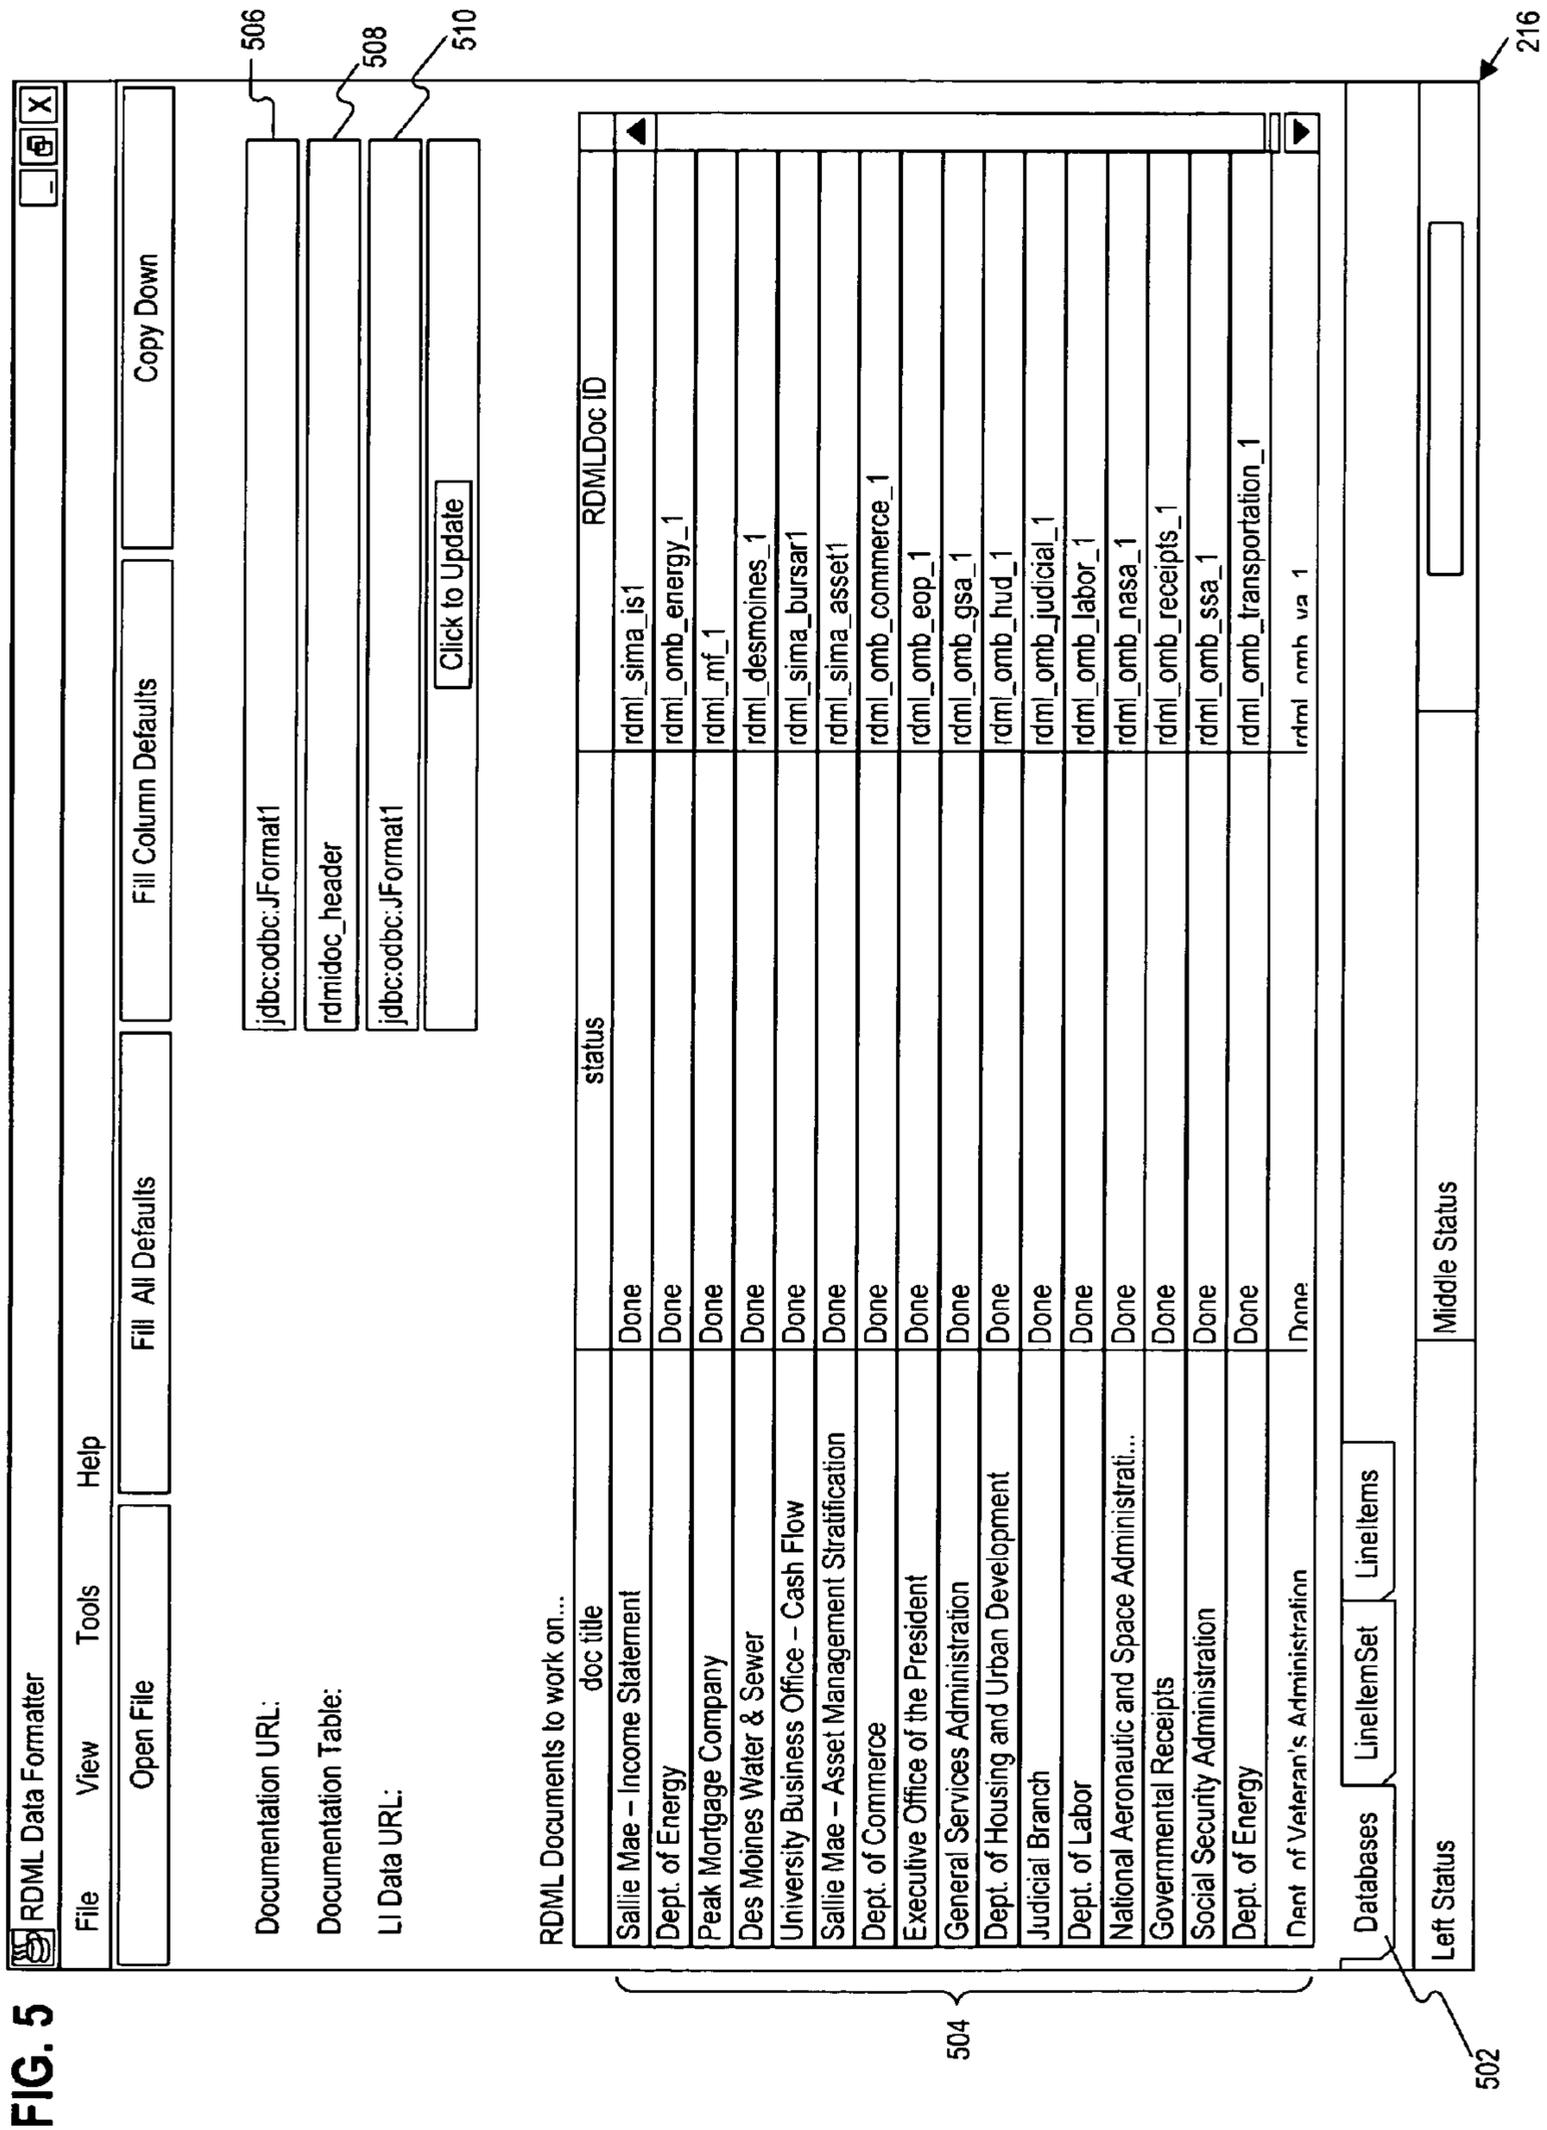 FIG. 5
RDML Data Formatter
_ X
File View Tools Help
Open File Fill All Defaults Fill Column Defaults Copy Down
Documentation URL: jdbc:odbc:JFormat1 506
Documentation Table: rdmidoc_header 508
LI Data URL: jdbc:odbc:JFormat1 510
Click to Update
RDML Documents to work on...
doc title status RDMLDoc ID
Sallie Mae – Income Statement Done rdml_sima_is1
Dept. of Energy Done rdml_omb_energy_1
Peak Mortgage Company Done rdml_mf_1
Des Moines Water & Sewer Done rdml_desmoines_1
University Business Office – Cash Flow Done rdml_sima_bursar1
Sallie Mae – Asset Management Stratification Done rdml_sima_asset1
Dept. of Commerce Done rdml_omb_commerce_1
Executive Office of the President Done rdml_omb_eop_1
General Services Administration Done rdml_omb_gsa_1
Dept. of Housing and Urban Development Done rdml_omb_hud_1
Judicial Branch Done rdml_omb_judicial_1
Dept. of Labor Done rdml_omb_labor_1
National Aeronautic and Space Administrati... Done rdml_omb_nasa_1
Governmental Receipts Done rdml_omb_receipts_1
Social Security Administration Done rdml_omb_ssa_1
Dept. of Energy Done rdml_omb_transportation_1
Dept. of Veteran's Administration Done rdml_omb_va_1
504
Databases LineItemSet LineItems
502
Left Status Middle Status
216